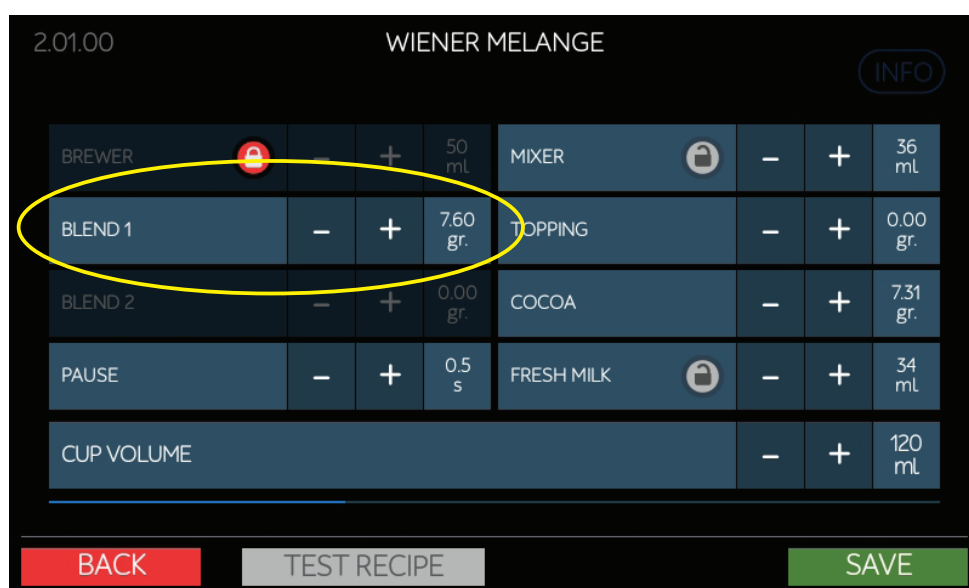 2.01.00
WIENER MELANGE
INFO
BREWER - + 50 ml
MIXER - + 36 ml
BLEND 1 - + 7.60 gr.
TOPPING - + 0.00 gr.
BLEND 2 - + 0.00 gr.
COCOA - + 7.31 gr.
PAUSE - + 0.5 s
FRESH MILK - + 34 ml
CUP VOLUME - + 120 ml
BACK
TEST RECIPE
SAVE